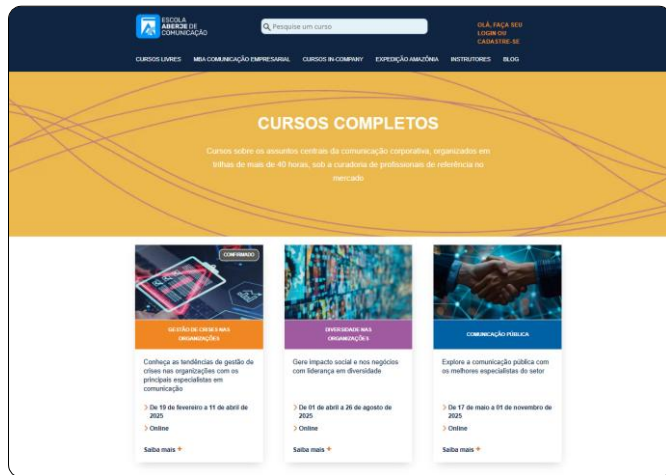 ESCOLA
ABERJE DE
COMUNICAÇÃO
Pesquise um curso
OLÁ, FAÇA SEU
LOGIN OU
CADASTRE-SE
CURSOS LIVRES MBA COMUNICAÇÃO EMPRESARIAL CURSOS IN-COMPANY EXPEDIÇÃO AMAZÔNIA INSTRUTORES BLOG
CURSOS COMPLETOS
Cursos sobre os assuntos centrais da comunicação corporativa, organizados em
trilhas de mais de 40 horas, sob a curadoria de profissionais de referência no
mercado
CONFIRMADO
GESTÃO DE CRISES NAS
ORGANIZAÇÕES
Conheça as tendências de gestão de
crises nas organizações com os
principais especialistas em
comunicação
De 19 de fevereiro a 11 de abril de
2025
Online
Saiba mais +
DIVERSIDADE NAS
ORGANIZAÇÕES
Gere impacto social e nos negócios
com liderança em diversidade
De 01 de abril a 26 de agosto de
2025
Online
Saiba mais +
COMUNICAÇÃO PÚBLICA
Explore a comunicação pública com
os melhores especialistas do setor
De 17 de maio a 01 de novembro de
2025
Online
Saiba mais +